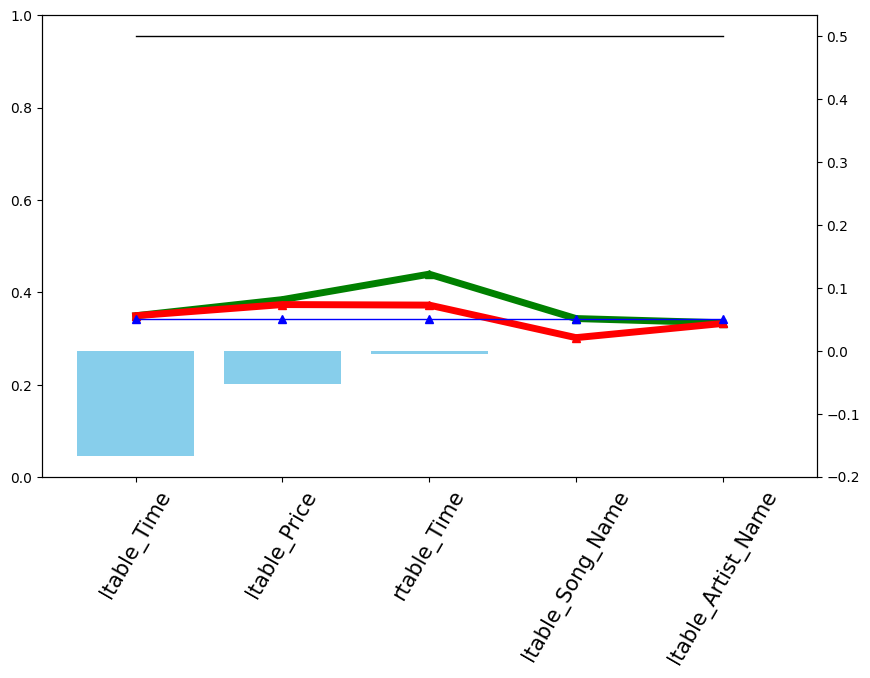 1.0
0.8
0.6
0.4
0.2
0.0
0.5
0.4
0.3
0.2
0.1
0.0
−0.1
−0.2
ltable_Time
ltable_Price
rtable_Time
ltable_Song_Name
ltable_Artist_Name